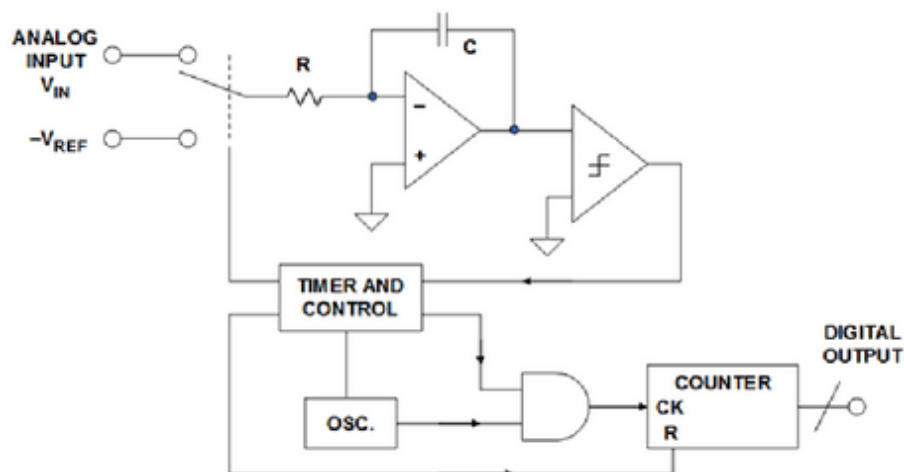 ANALOG
INPUT
V_IN
–V_REF
R
C
–
+
TIMER AND
CONTROL
OSC.
COUNTER
CK
R
DIGITAL
OUTPUT